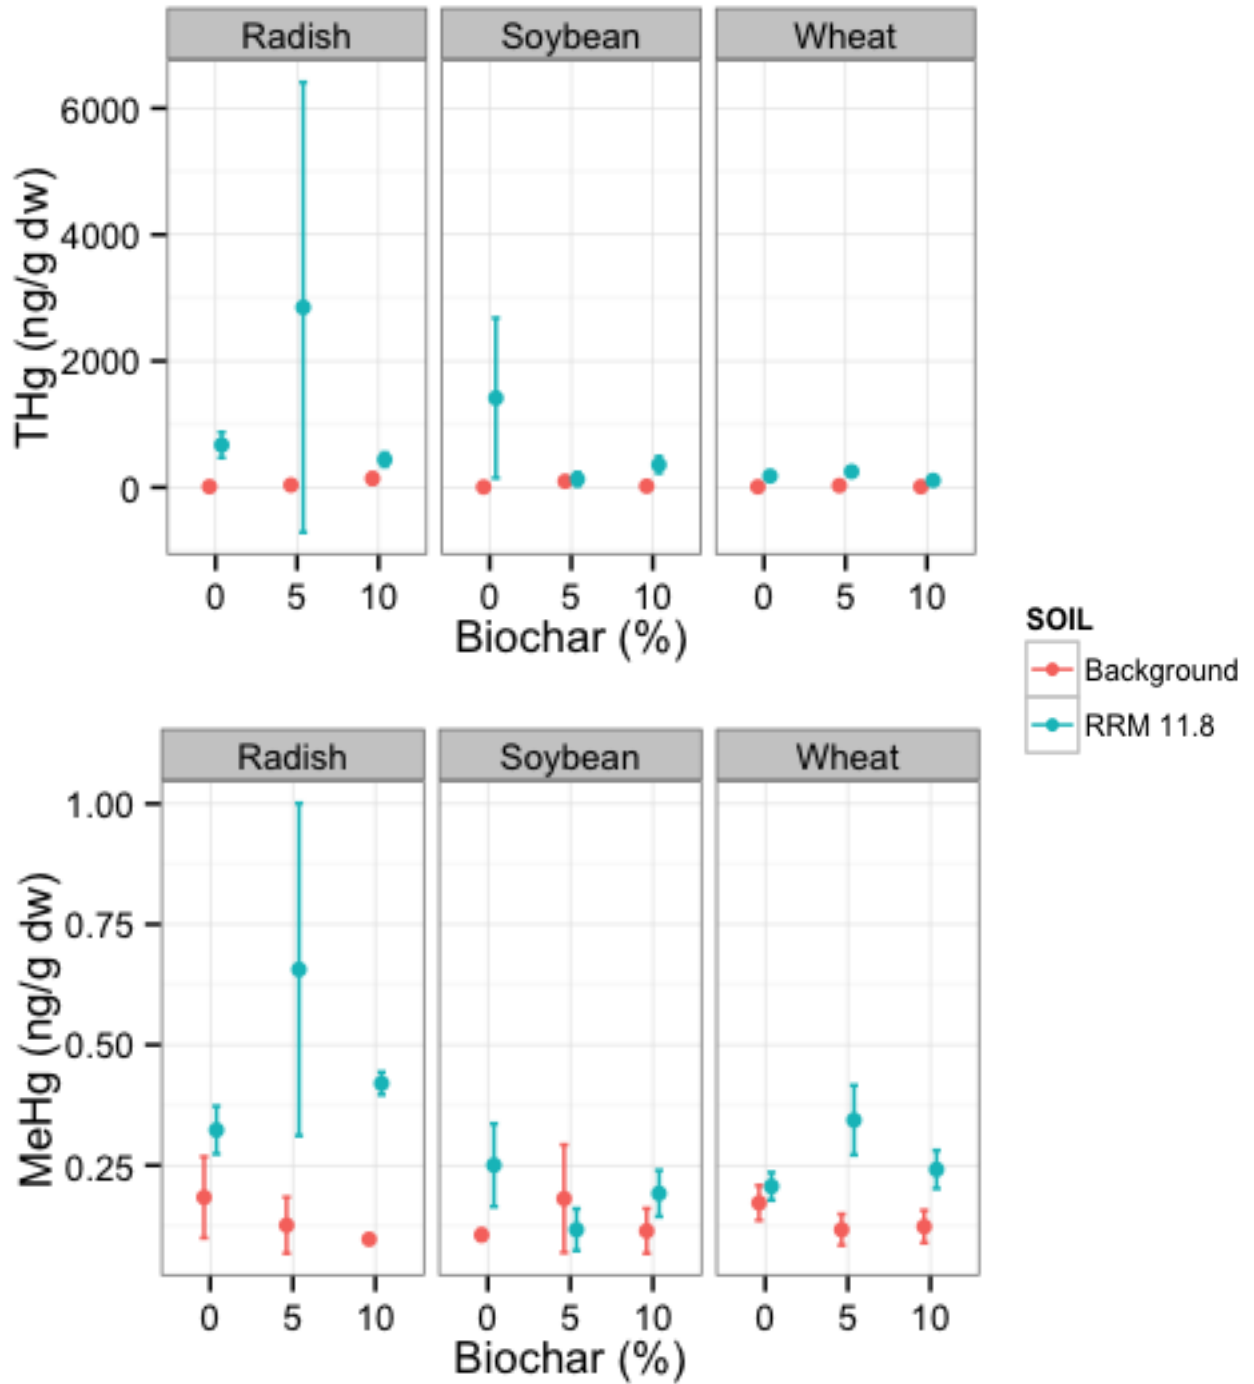 Radish Soybean Wheat
THg (ng/g dw)
6000
4000
2000
0
0 5 10 0 5 10 0 5 10
Biochar (%)
SOIL
Background
RRM 11.8
Radish Soybean Wheat
MeHg (ng/g dw)
1.00
0.75
0.50
0.25
0 5 10 0 5 10 0 5 10
Biochar (%)